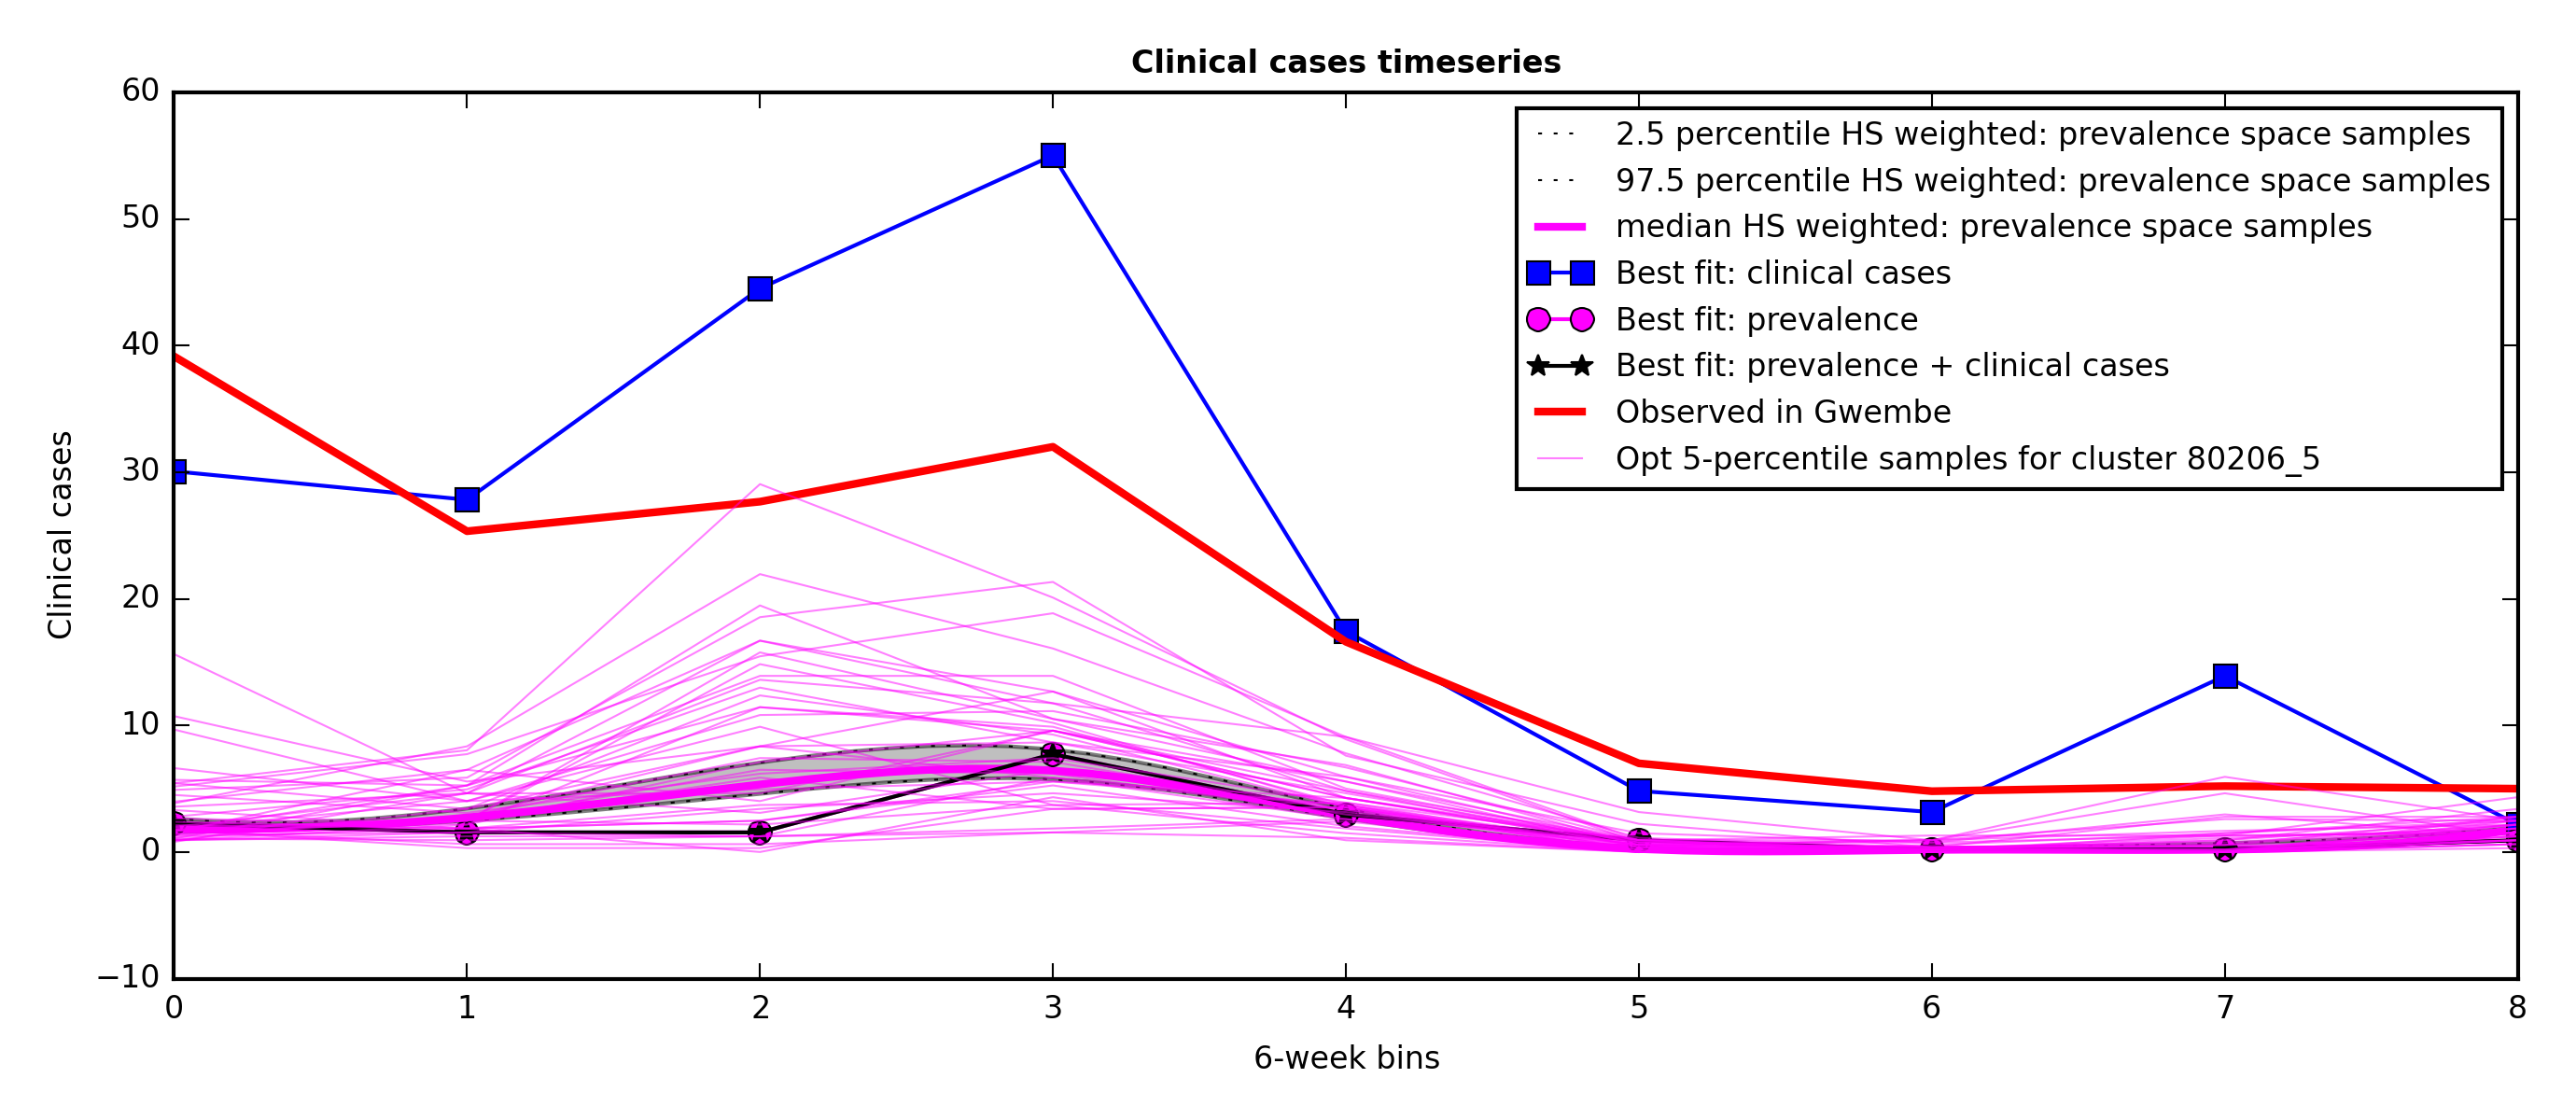 Clinical cases timeseries
60
50
40
30
20
10
0
−10
Clinical cases
2.5 percentile HS weighted: prevalence space samples
97.5 percentile HS weighted: prevalence space samples
median HS weighted: prevalence space samples
Best fit: clinical cases
Best fit: prevalence
Best fit: prevalence + clinical cases
Observed in Gwembe
Opt 5-percentile samples for cluster 80206_5
0 1 2 3 4 5 6 7 8
6-week bins